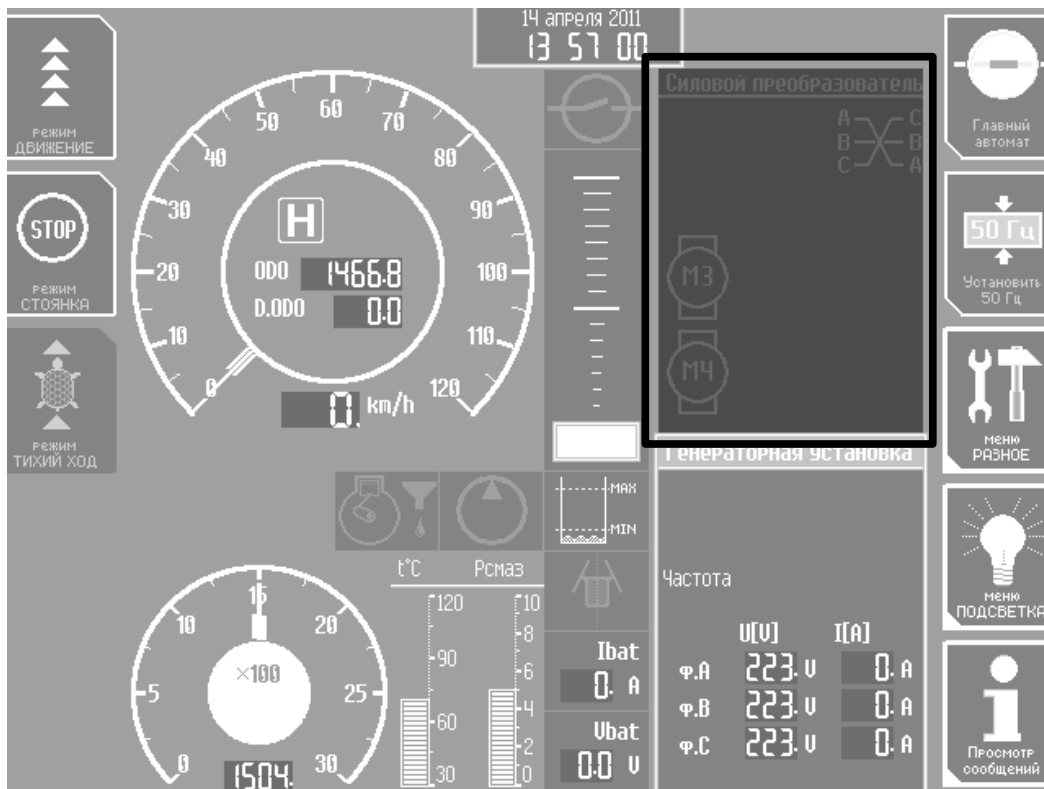 14 апреля 2011
13 57 00
режим
ДВИЖЕНИЕ
STOP
режим
СТОЯНКА
режим
ТИХИЙ ХОД
0
10
20
30
40
50
60
70
80
90
100
110
120
H
ODO 1466.8
D.ODO 0.0
0. km/h
Силовой преобразователь
A C
B B
C A
M3
M4
Главный
автомат
50 Гц
Установить
50 Гц
меню
РАЗНОЕ
меню
ПОДСВЕТКА
Просмотр
сообщений
MAX
MIN
t°C Pсмаз
120
90
60
30
10
8
6
4
2
0
Ibat
0. A
Vbat
0.0 V
0
5
10
15
20
25
30
×100
1504.
Генераторная установка
Частота
U[V] I[A]
ф.A 223. V 0. A
ф.B 223. V 0. A
ф.C 223. V 0. A